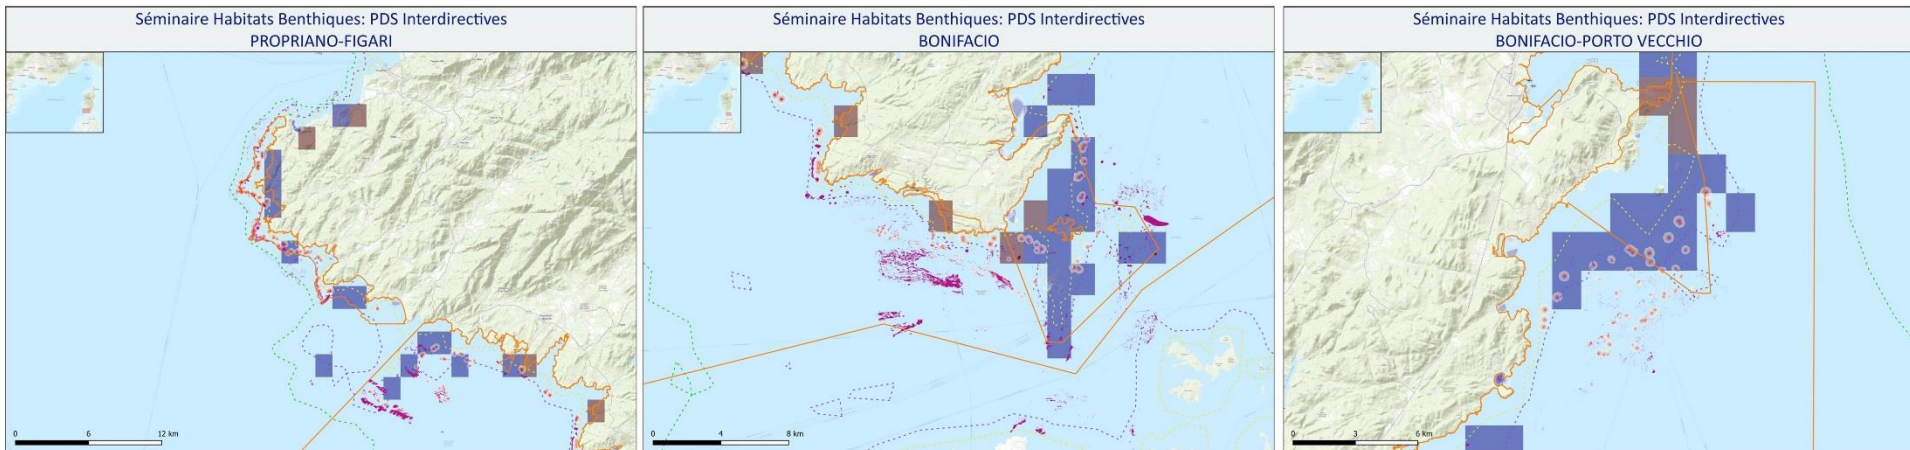 Séminaire Habitats Benthiques: PDS Interdirectives
PROPRIANO-FIGARI
0 6 12 km
Séminaire Habitats Benthiques: PDS Interdirectives
BONIFACIO
0 4 8 km
Séminaire Habitats Benthiques: PDS Interdirectives
BONIFACIO-PORTO VECCHIO
0 3 6 km